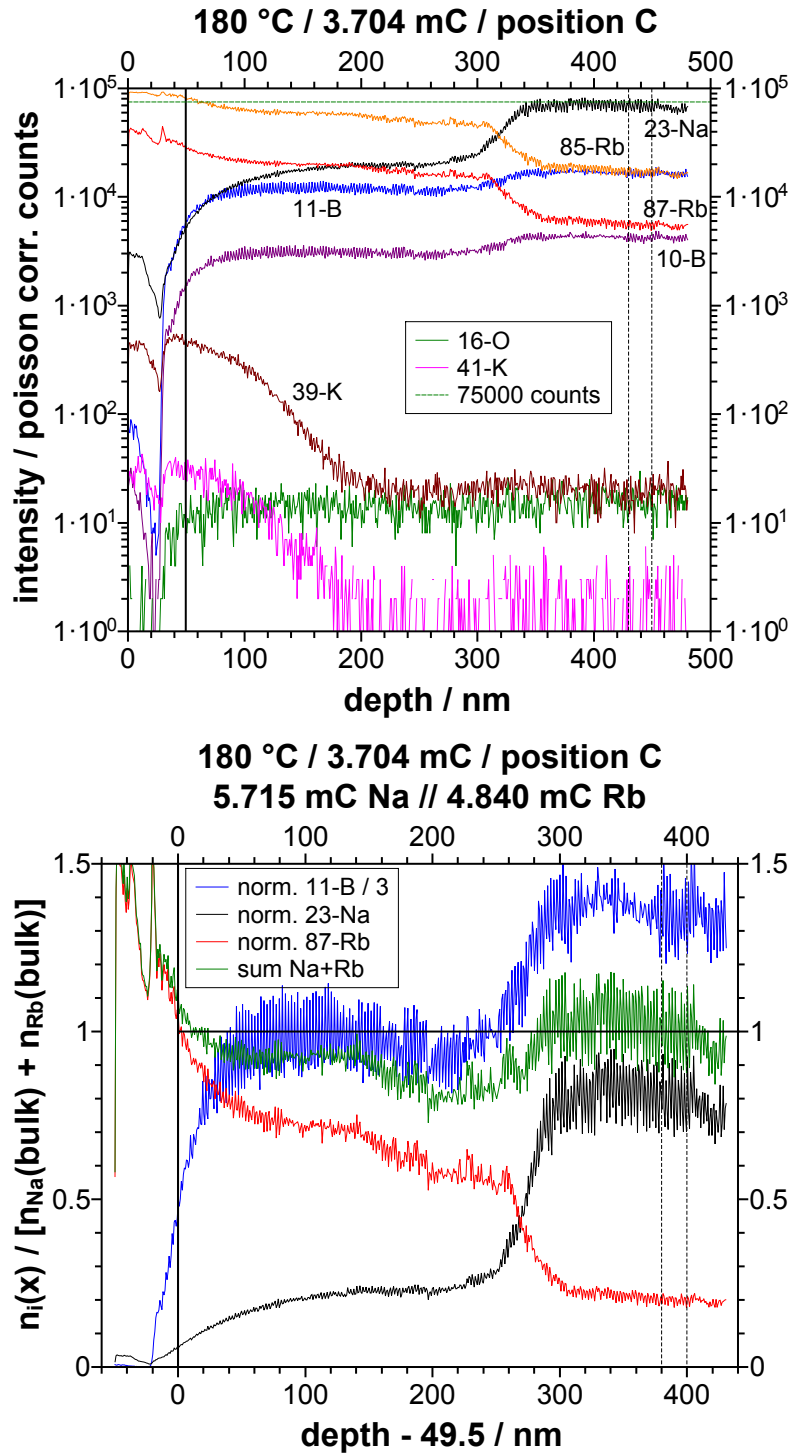 180 °C / 3.704 mC / position C
0 100 200 300 400 500
1·10⁵ 1·10⁵
23-Na
85-Rb
1·10⁴ 1·10⁴
11-B
87-Rb
10-B
1·10³ 1·10³
16-O
41-K
75000 counts
39-K
1·10² 1·10²
1·10¹ 1·10¹
1·10⁰ 1·10⁰
intensity / poisson corr. counts
0 100 200 300 400 500
depth / nm
180 °C / 3.704 mC / position C
5.715 mC Na // 4.840 mC Rb
0 100 200 300 400
1.5 1.5
norm. 11-B / 3
norm. 23-Na
norm. 87-Rb
sum Na+Rb
1 1
0.5 0.5
0 0
n_i(x) / [n_Na(bulk) + n_Rb(bulk)]
0 100 200 300 400
depth - 49.5 / nm